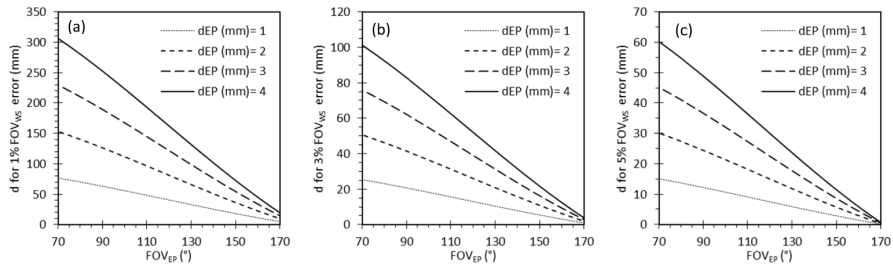 (a)
d for 1% FOVWS error (mm)
350
300
250
200
150
100
50
0
dEP (mm)= 1
dEP (mm)= 2
dEP (mm)= 3
dEP (mm)= 4
70 90 110 130 150 170
FOVEP (°)
(b)
d for 3% FOVWS error (mm)
120
100
80
60
40
20
0
dEP (mm)= 1
dEP (mm)= 2
dEP (mm)= 3
dEP (mm)= 4
70 90 110 130 150 170
FOVEP (°)
(c)
d for 5% FOVWS error (mm)
70
60
50
40
30
20
10
0
dEP (mm)= 1
dEP (mm)= 2
dEP (mm)= 3
dEP (mm)= 4
70 90 110 130 150 170
FOVEP (°)